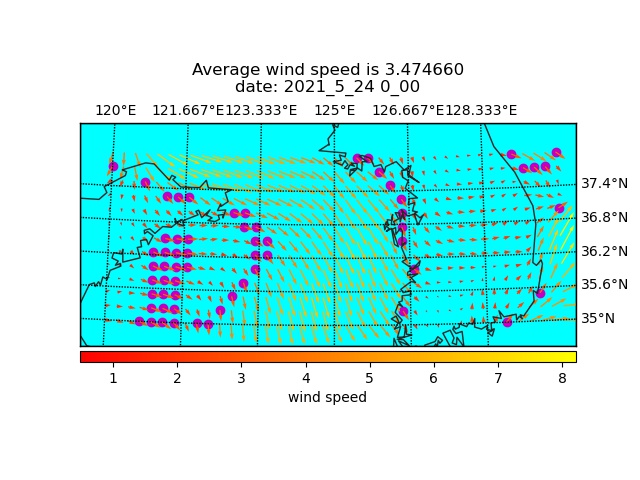 Average wind speed is 3.474660
date: 2021_5_24 0_00
120°E 121.667°E 123.333°E 125°E 126.667°E 128.333°E
37.4°N
36.8°N
36.2°N
35.6°N
35°N
1 2 3 4 5 6 7 8
wind speed